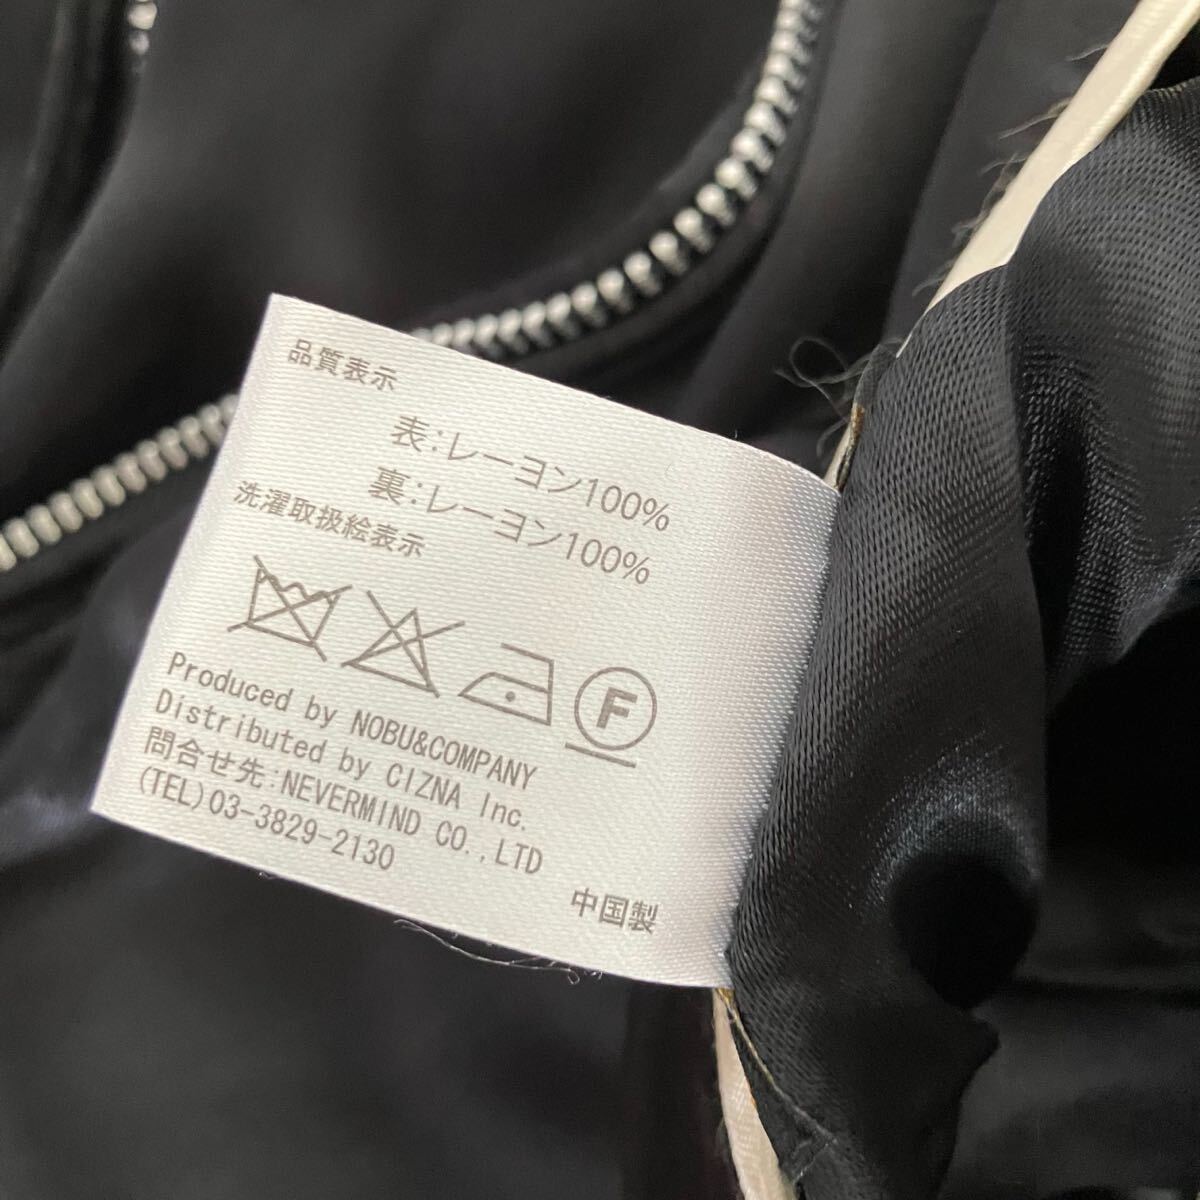 品質表示
表:レーヨン100%
裏:レーヨン100%
洗濯取扱絵表示
F
Produced by NOBU&COMPANY
Distributed by CIZNA Inc.
問合せ先:NEVERMIND CO.,LTD
(TEL)03-3829-2130
中国製